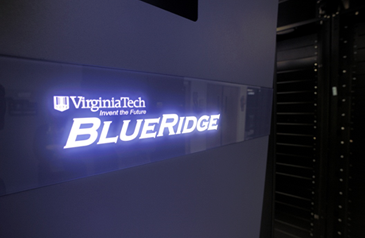 VirginiaTech
Invent the Future
BLUERIDGE